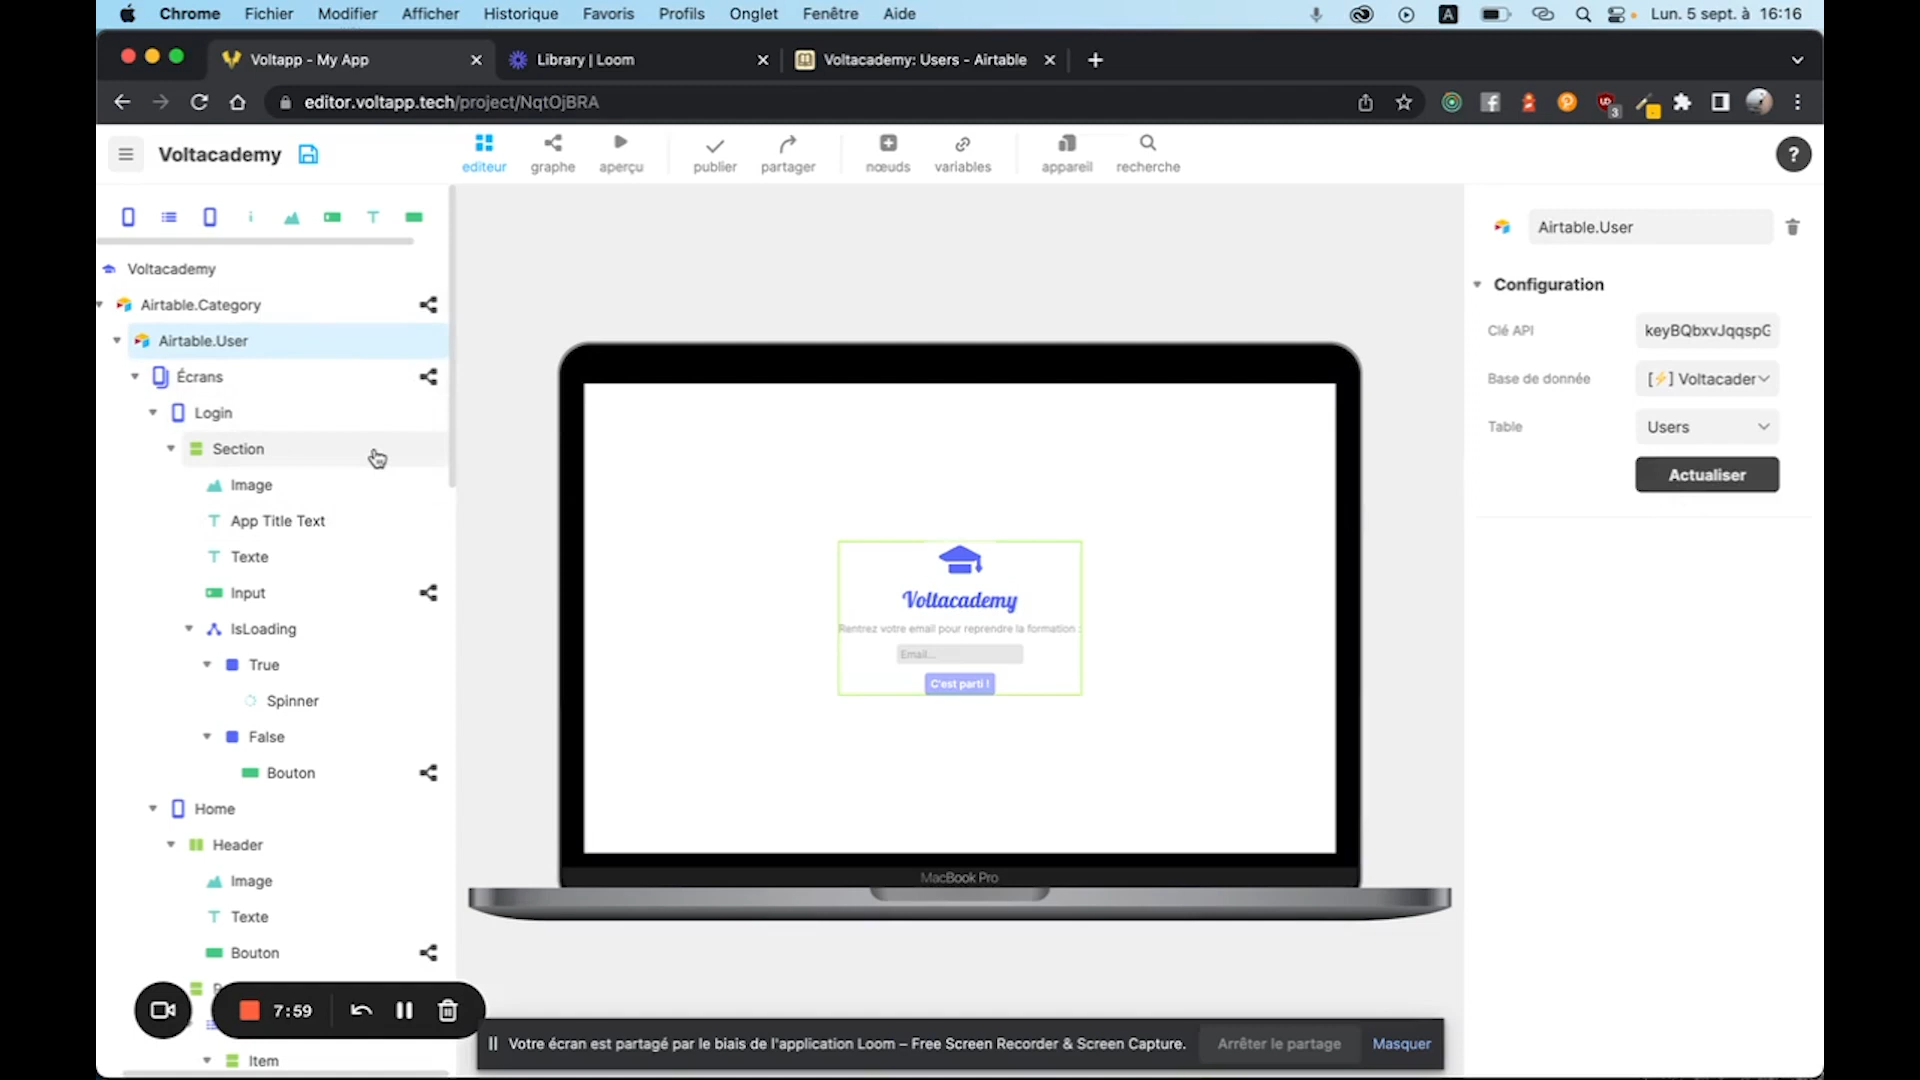 Chrome Fichier Modifier Afficher Historique Favoris Profils Onglet Fenêtre Aide A Lun. 5 sept. à 16:16
Voltapp - My App Library | Loom Voltacademy: Users - Airtable
editor.voltapp.tech/project/NqtOjBRA
3
Voltacademy editeur graphe aperçu publier partager nœuds variables appareil recherche ?
Voltacademy
Airtable.Category
Airtable.User
Écrans
Login
Section
Image
App Title Text
Texte
Input
IsLoading
True
Spinner
False
Bouton
Home
Header
Image
Texte
Bouton
Item
7:59
Voltacademy
Rentrez votre email pour reprendre la formation :
Email...
C'est parti !
MacBook Pro
Airtable.User
Configuration
Clé API keyBQbxvJqqspG
Base de donnée [⚡] Voltacader
Table Users
Actualiser
Votre écran est partagé par le biais de l'application Loom – Free Screen Recorder & Screen Capture. Arrêter le partage Masquer